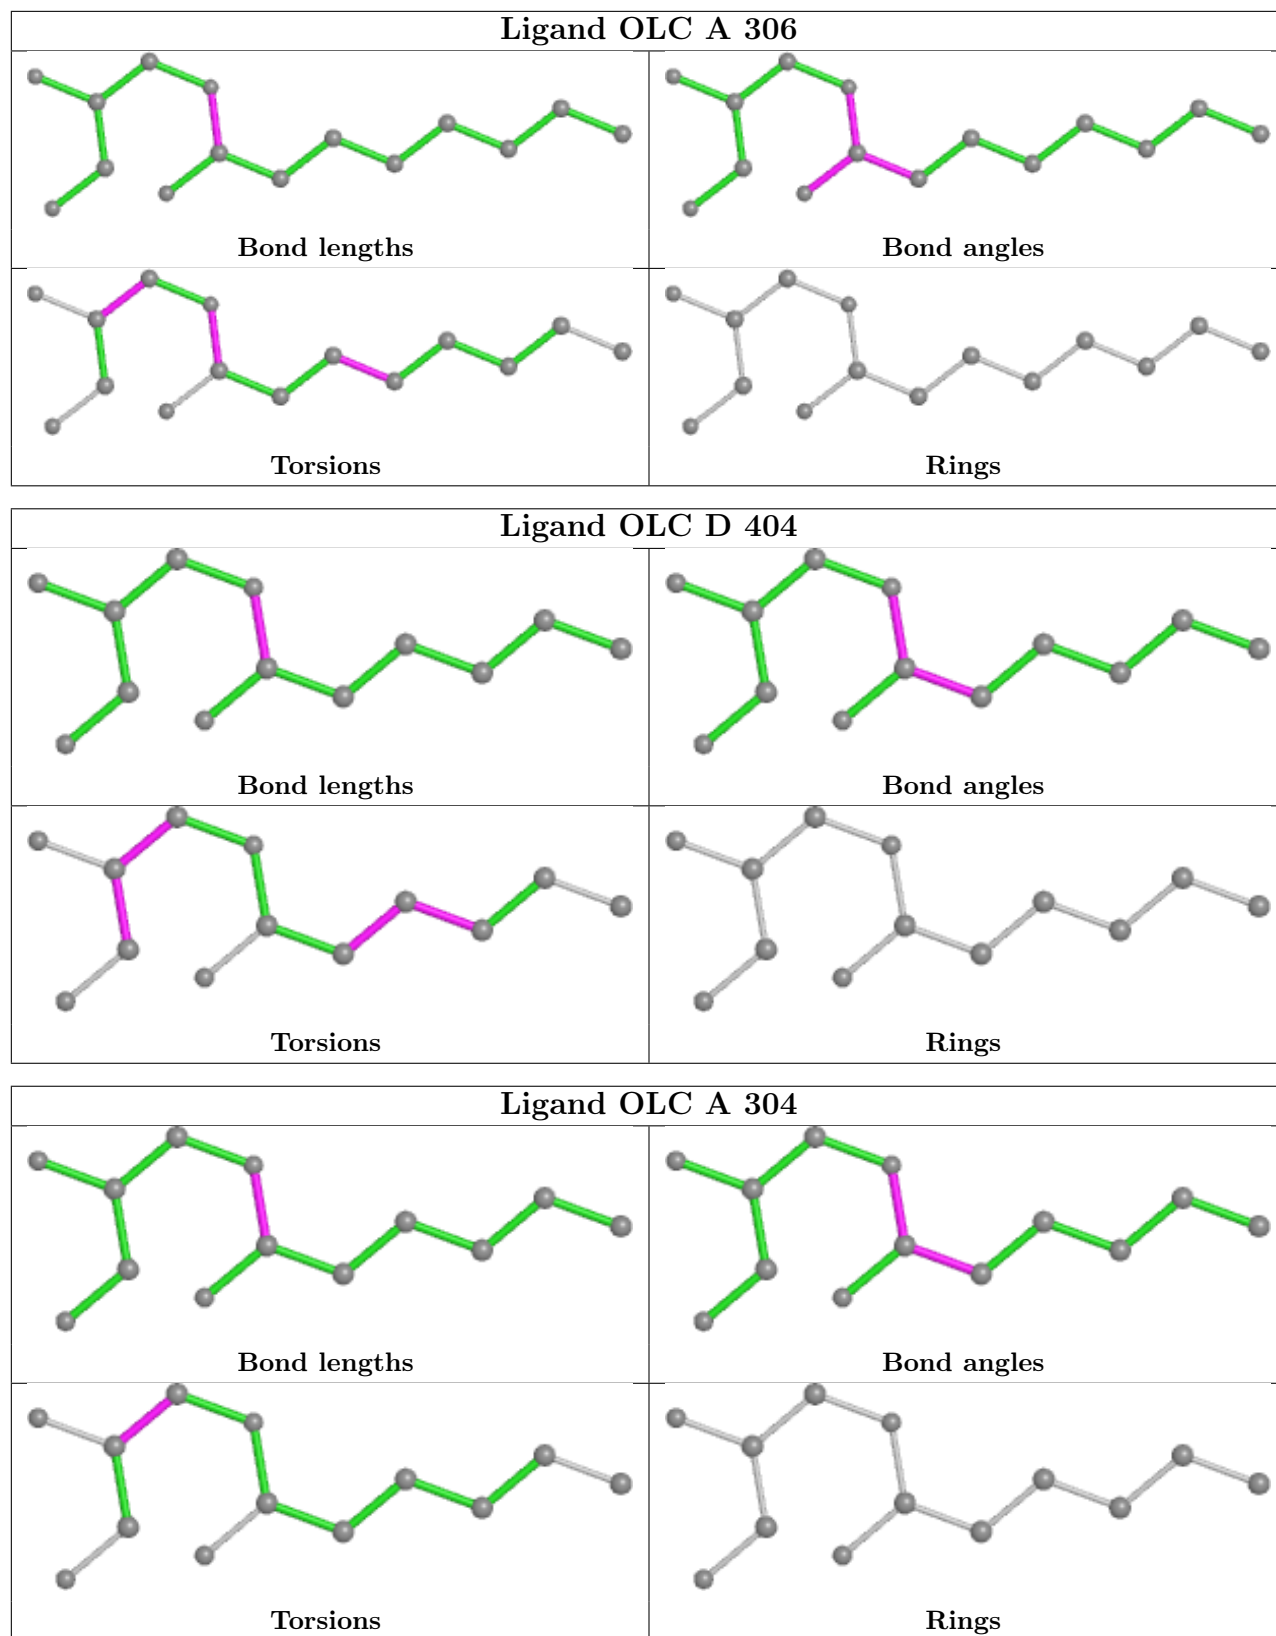 Ligand OLC A 306
Bond lengths
Bond angles
Torsions
Rings
Ligand OLC D 404
Bond lengths
Bond angles
Torsions
Rings
Ligand OLC A 304
Bond lengths
Bond angles
Torsions
Rings